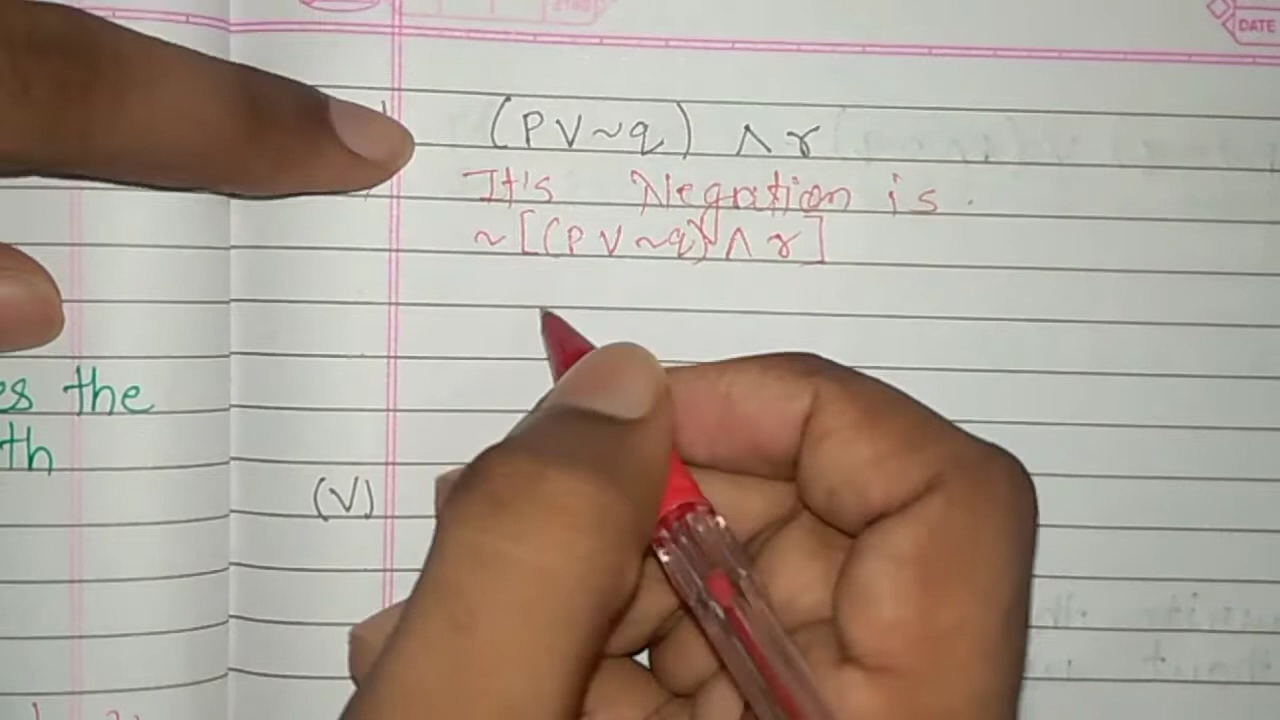 DATE
(p ∨ ~q) ∧ r
It's Negation is.
~[(p ∨ ~q) ∧ r]
es the
th
(V)